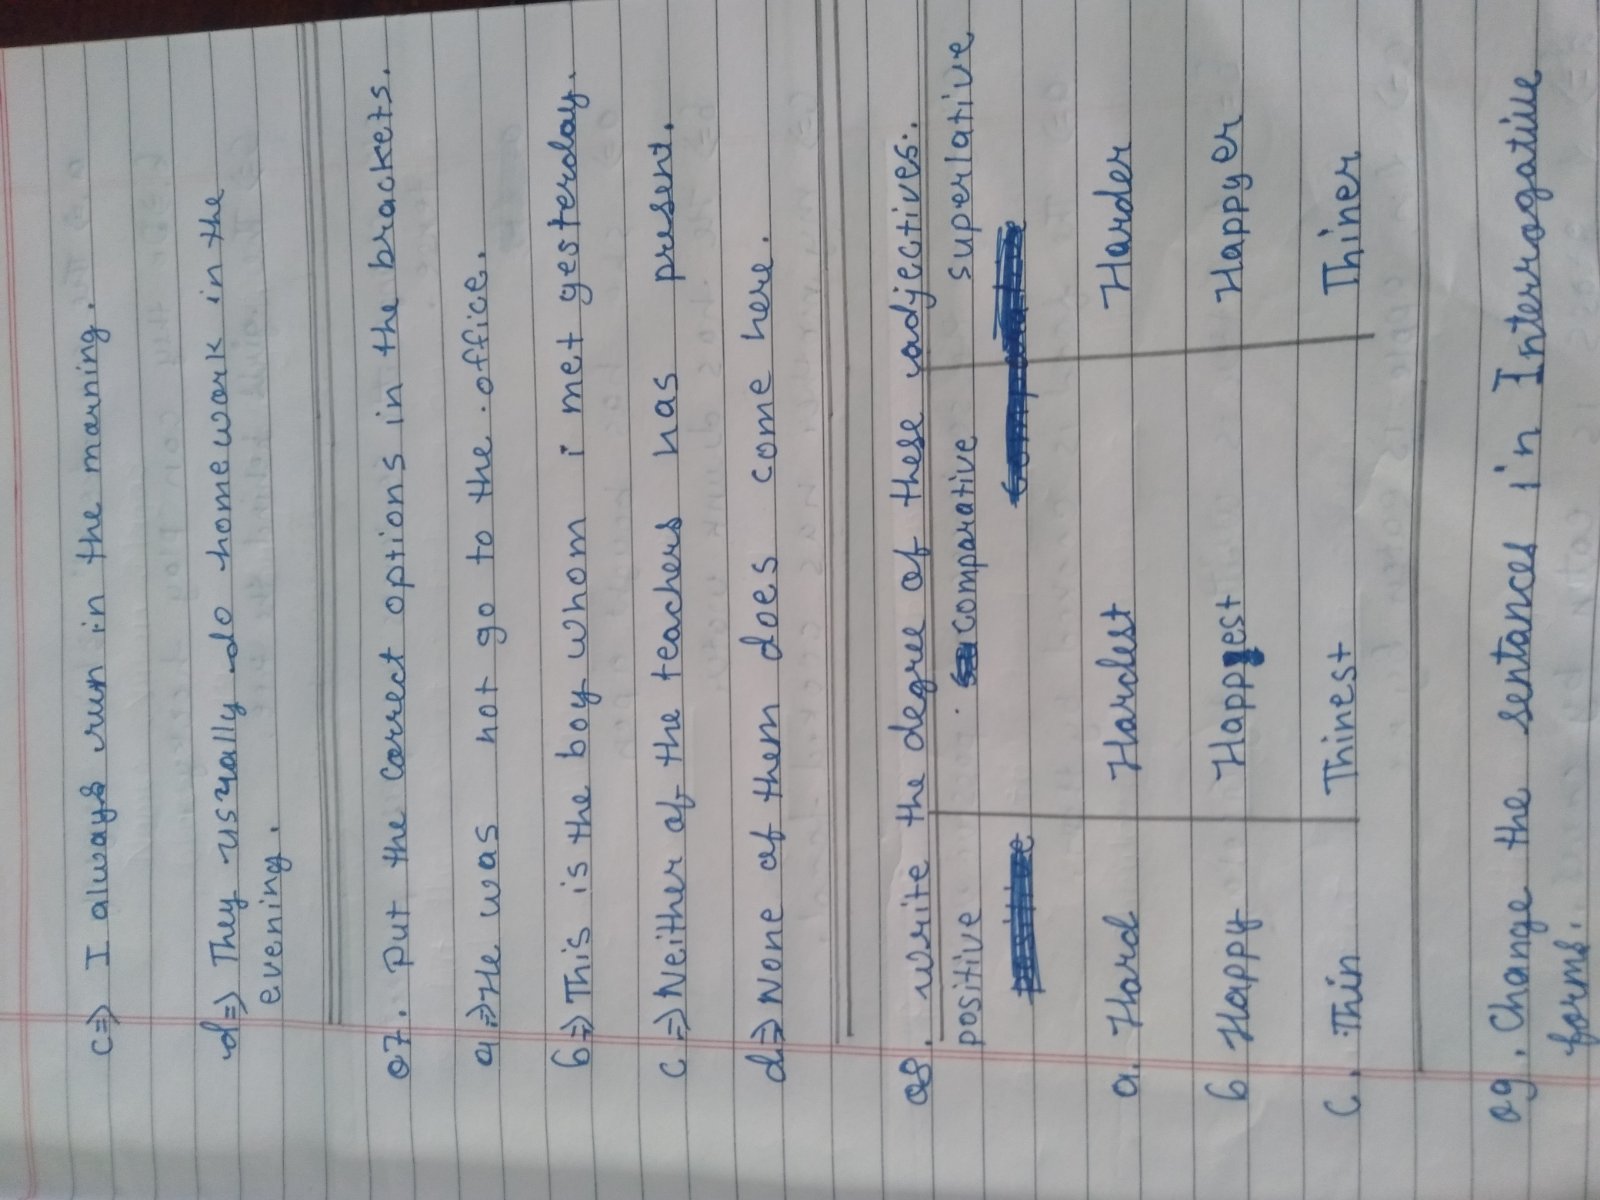 c⇒ I always run in the marning.
d⇒ They usually do homework in the
evening.
Q7. Put the correct options in the brackets.
a⇒ He was not go to the office.
b⇒ This is the boy whom i met yesterday.
c⇒ Neither of the teachers has present.
d⇒ None of them does come here.
Q8. write the degree of these adjectives.
positive comparative superlative
a. Hard Hardest Harder
b Happy Happyest Happyer
c. Thin Thinest Thiner
Q9. Change the sentances in Interrogative
forms.